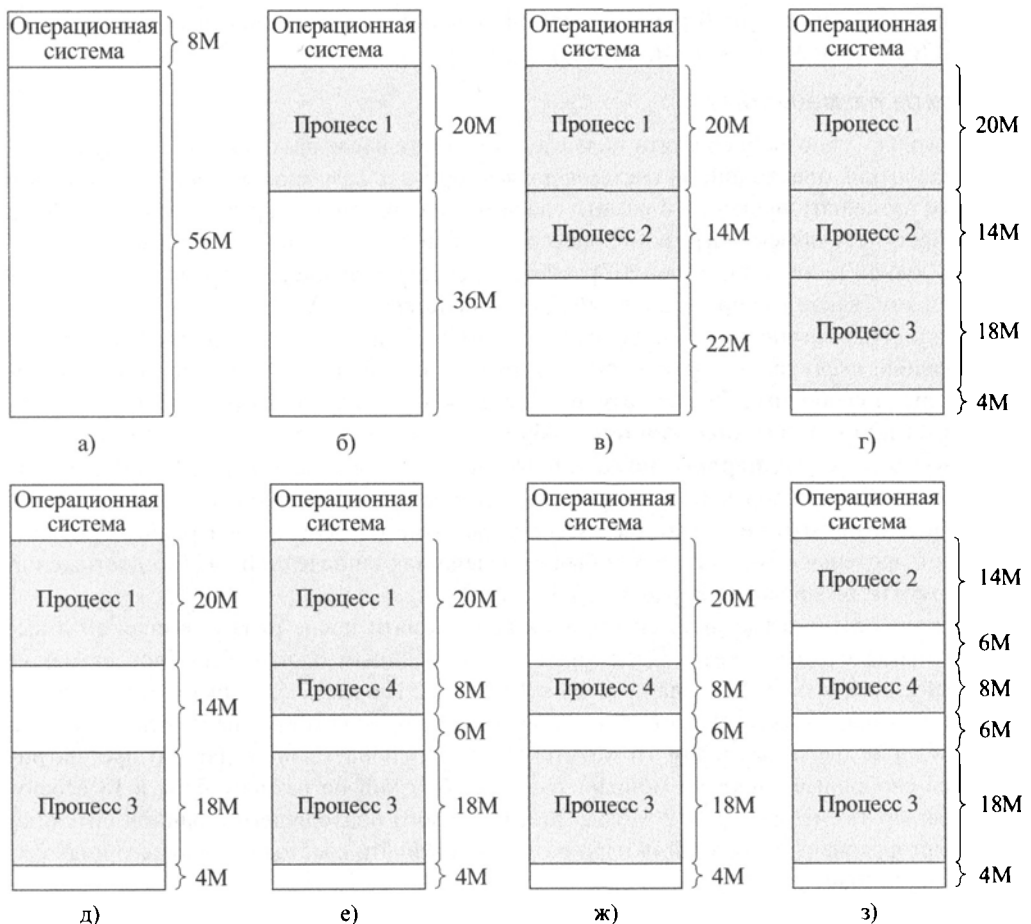 Операционная
система
8M
56M
а)
Операционная
система
Процесс 1
20M
36M
б)
Операционная
система
Процесс 1
20M
Процесс 2
14M
22M
в)
Операционная
система
Процесс 1
20M
Процесс 2
14M
Процесс 3
18M
4M
г)
Операционная
система
Процесс 1
20M
14M
Процесс 3
18M
4M
д)
Операционная
система
Процесс 1
20M
Процесс 4
8M
6M
Процесс 3
18M
4M
е)
Операционная
система
20M
Процесс 4
8M
6M
Процесс 3
18M
4M
ж)
Операционная
система
Процесс 2
14M
6M
Процесс 4
8M
6M
Процесс 3
18M
4M
з)